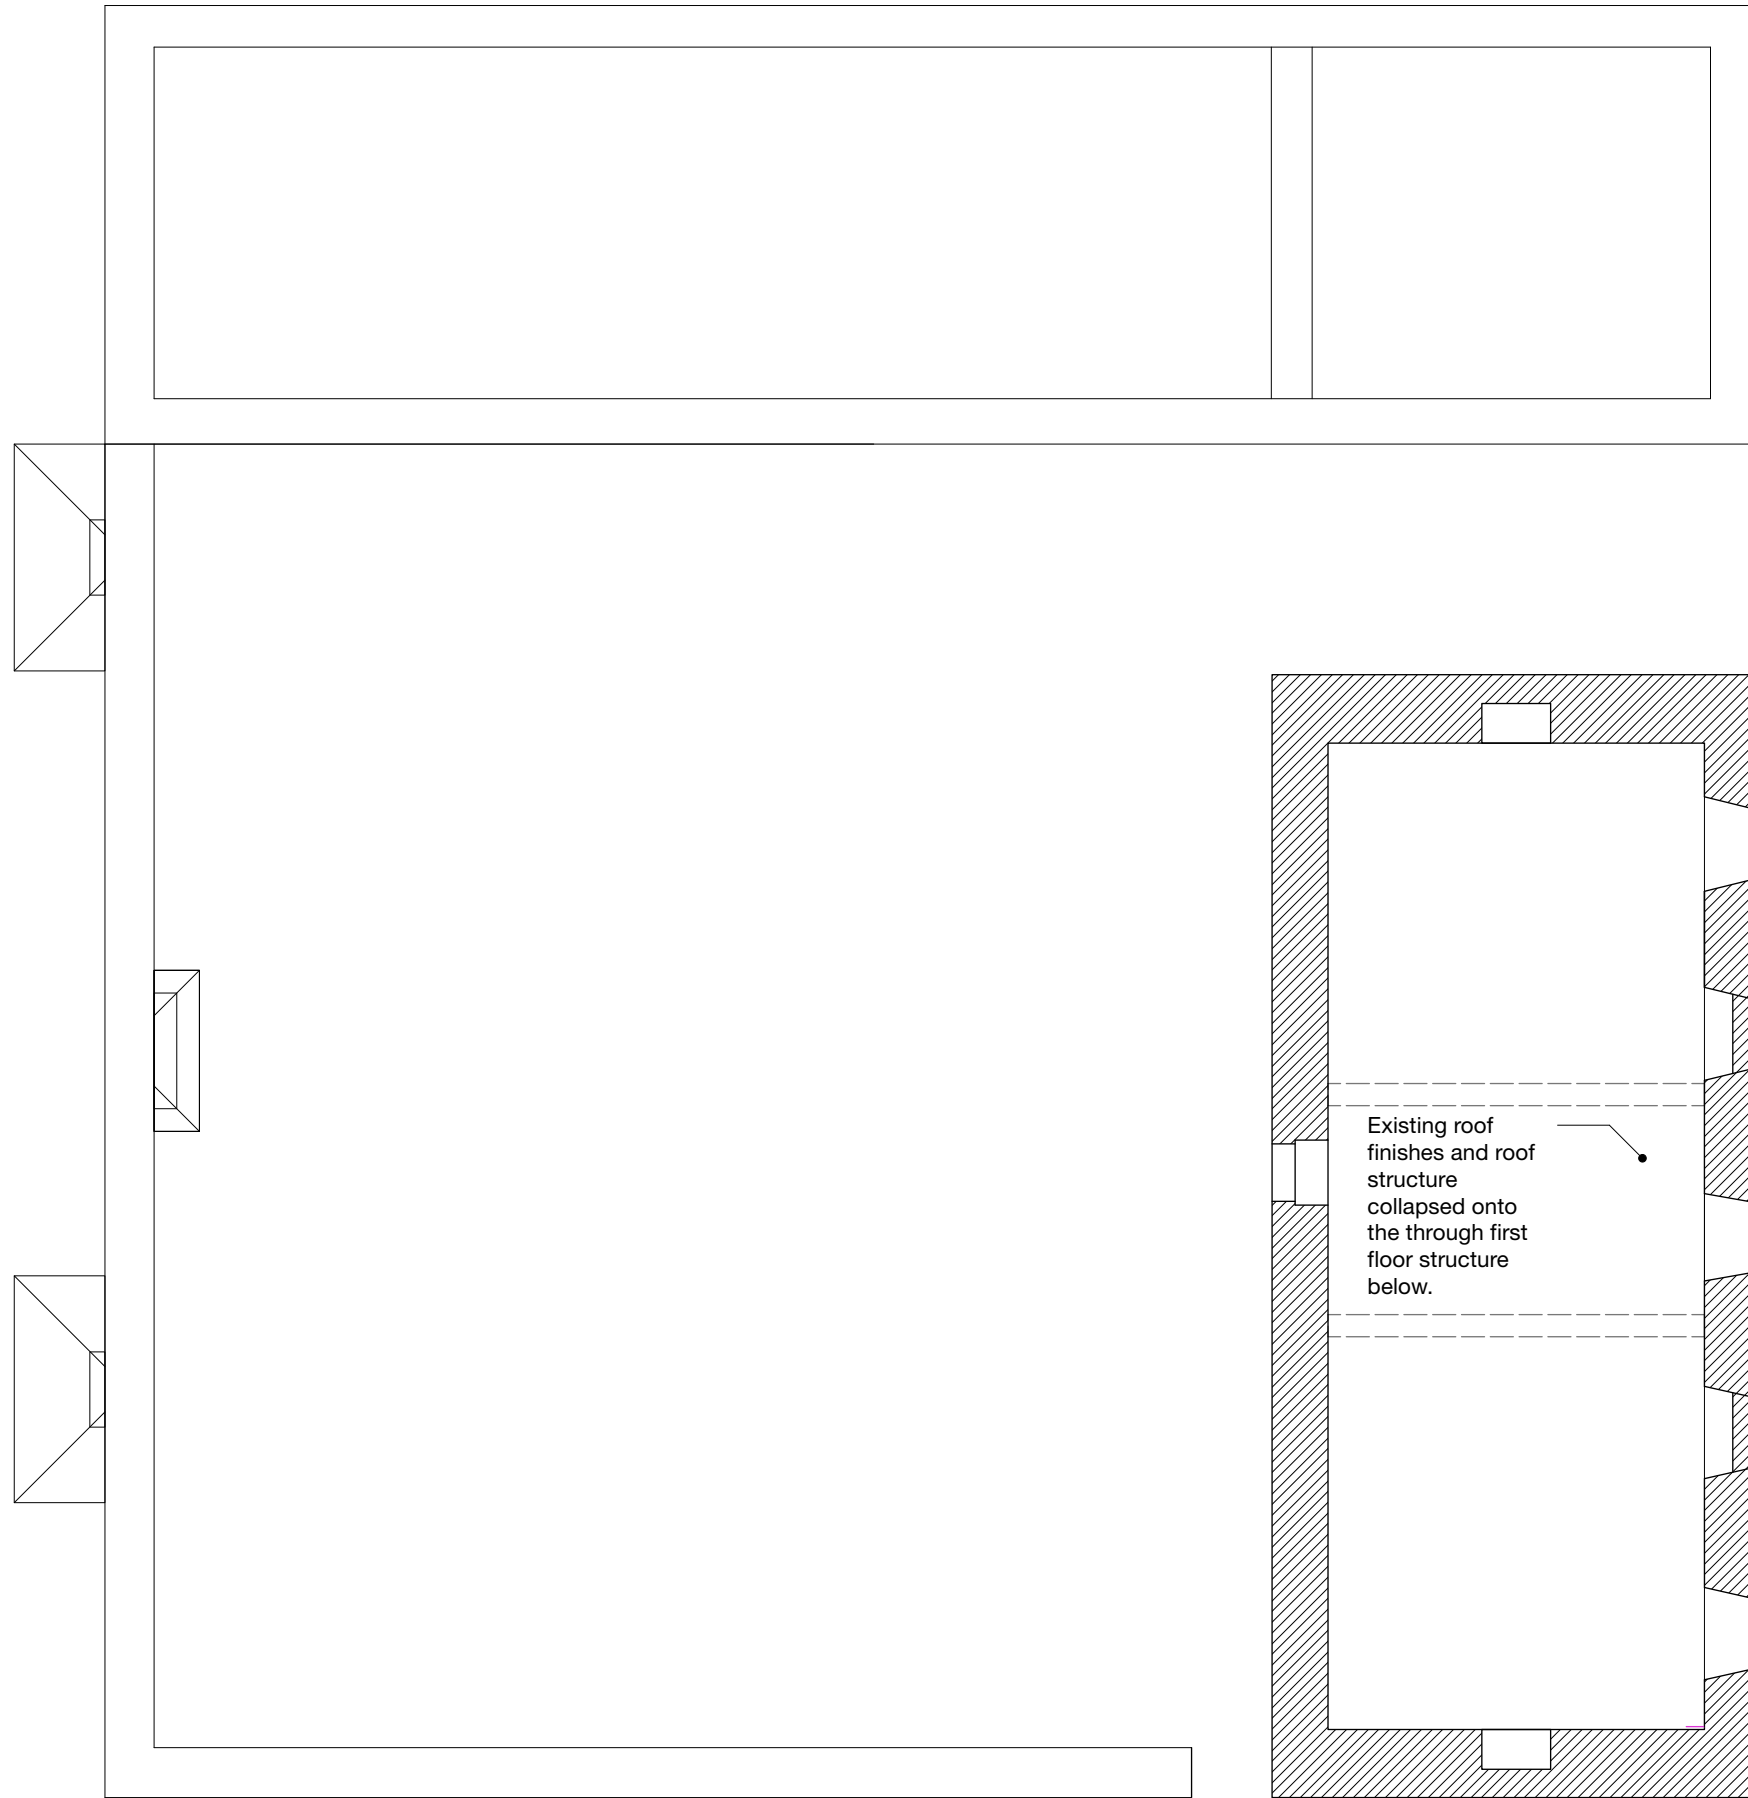 Existing roof
finishes and roof
structure
collapsed onto
the through first
floor structure
below.